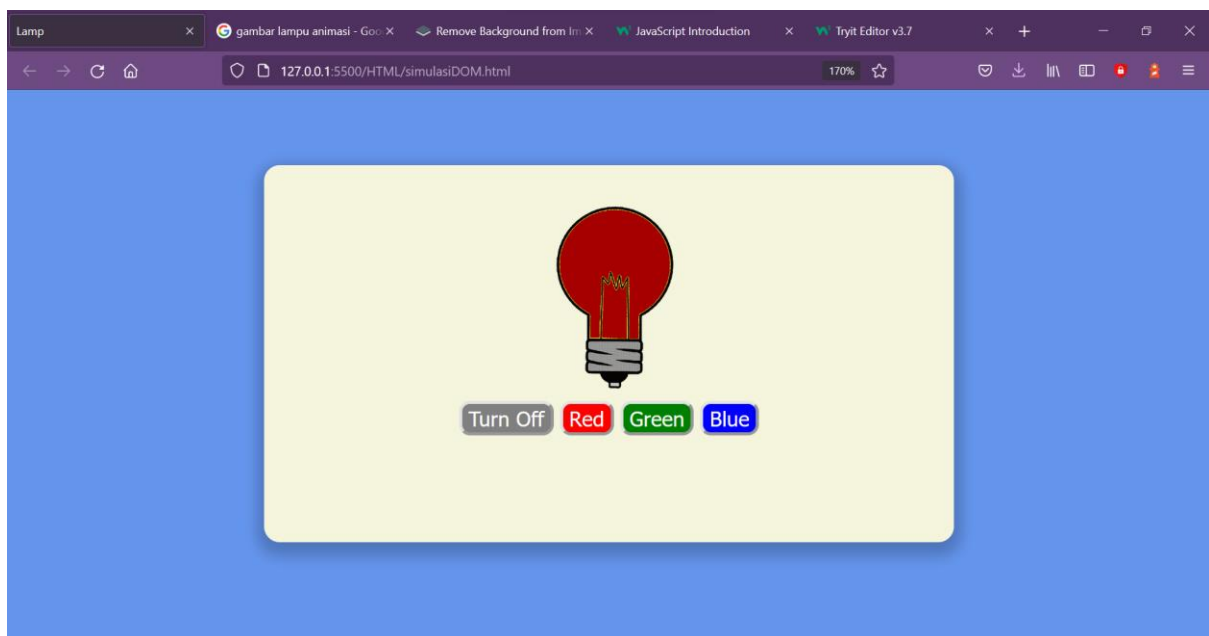 Lamp
gambar lampu animasi - Goo
Remove Background from Im
JavaScript Introduction
Tryit Editor v3.7
127.0.0.1:5500/HTML/simulasiDOM.html
170%
Turn Off Red Green Blue